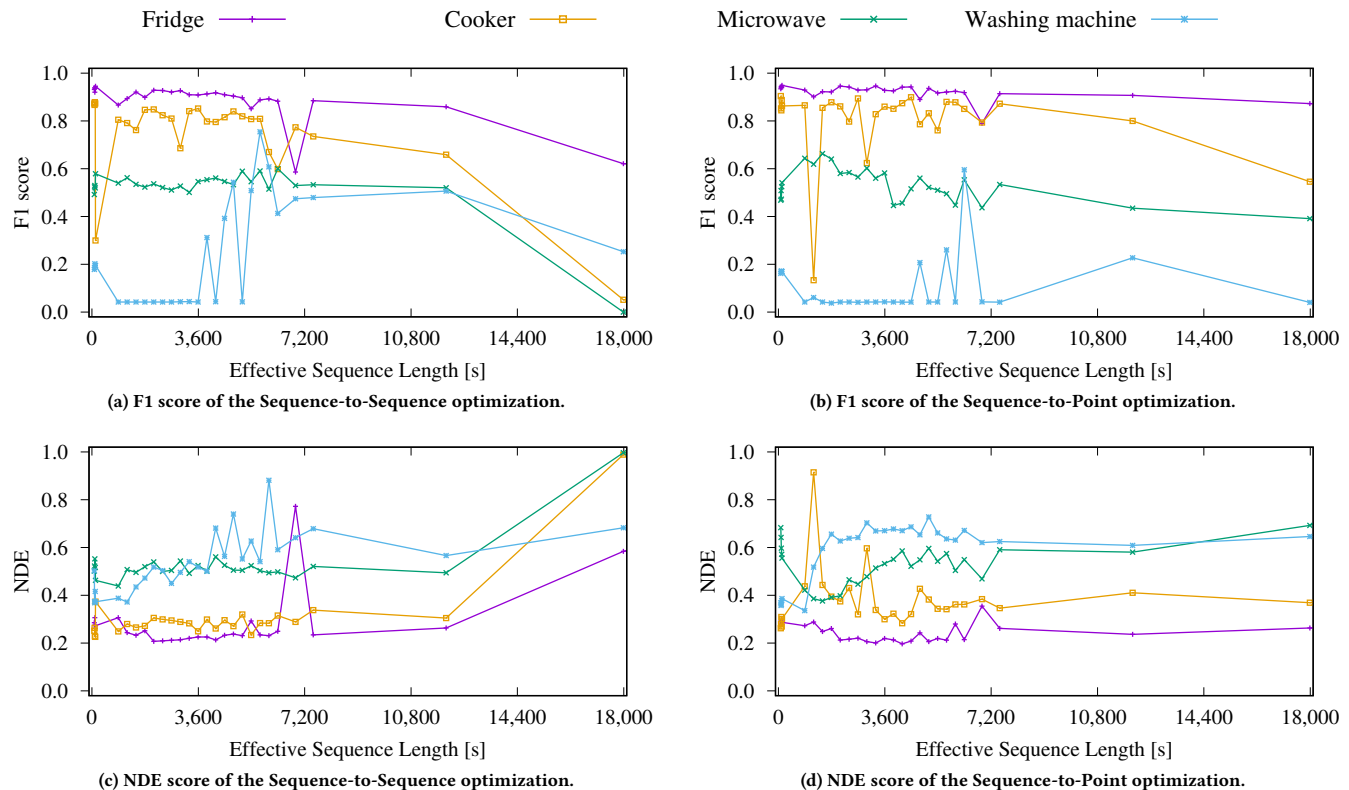 Fridge Cooker Microwave Washing machine
1.0
0.8
0.6
0.4
0.2
0.0
F1 score
0 3,600 7,200 10,800 14,400 18,000
Effective Sequence Length [s]
(a) F1 score of the Sequence-to-Sequence optimization.
1.0
0.8
0.6
0.4
0.2
0.0
F1 score
0 3,600 7,200 10,800 14,400 18,000
Effective Sequence Length [s]
(b) F1 score of the Sequence-to-Point optimization.
1.0
0.8
0.6
0.4
0.2
0.0
NDE
0 3,600 7,200 10,800 14,400 18,000
Effective Sequence Length [s]
(c) NDE score of the Sequence-to-Sequence optimization.
1.0
0.8
0.6
0.4
0.2
0.0
NDE
0 3,600 7,200 10,800 14,400 18,000
Effective Sequence Length [s]
(d) NDE score of the Sequence-to-Point optimization.